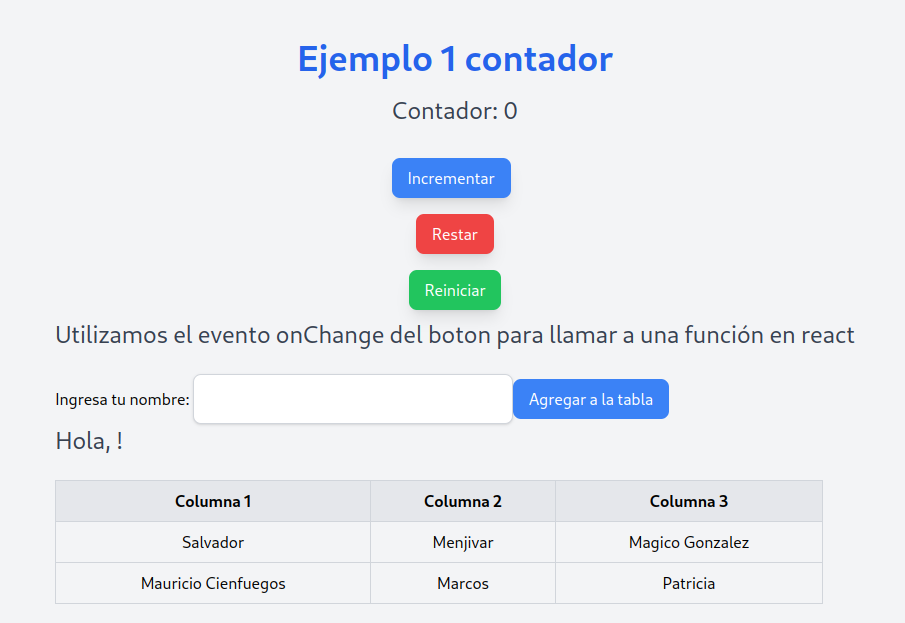 Ejemplo 1 contador
Contador: 0
Incrementar
Restar
Reiniciar
Utilizamos el evento onChange del boton para llamar a una función en react
Ingresa tu nombre: Agregar a la tabla
Hola, !
Columna 1 Columna 2 Columna 3
Salvador Menjivar Magico Gonzalez
Mauricio Cienfuegos Marcos Patricia